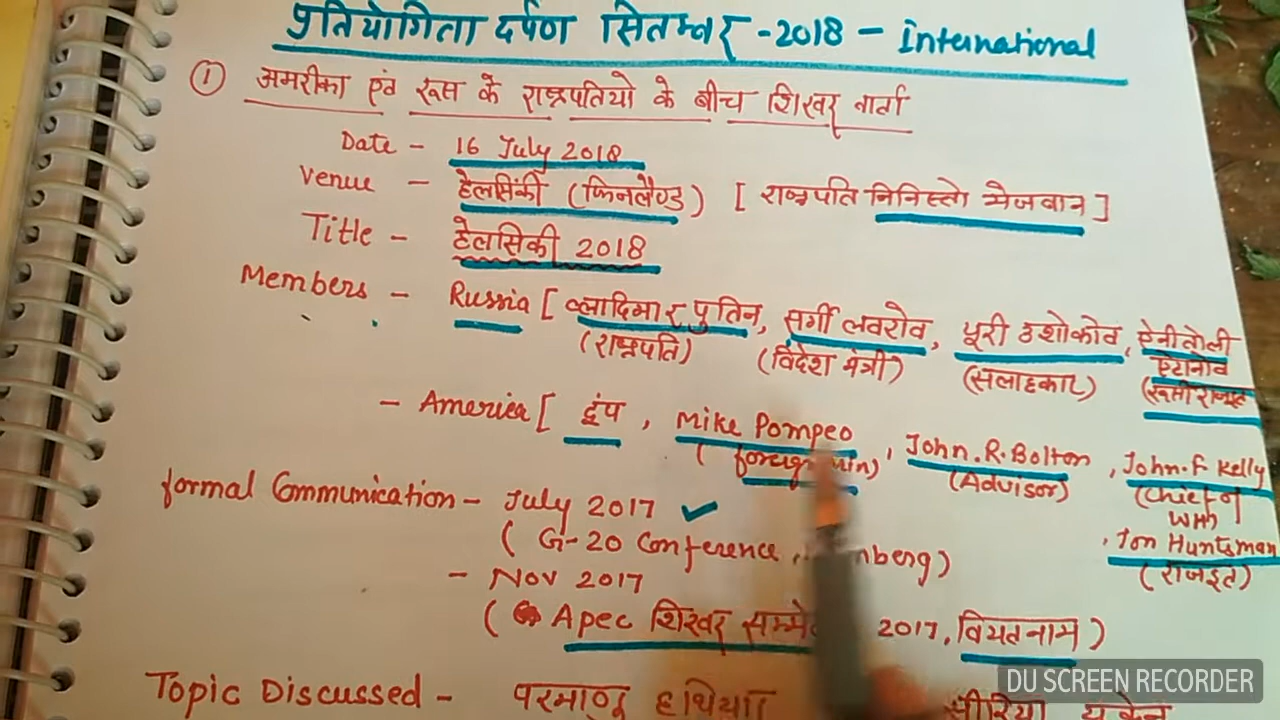 प्रतियोगिता दर्पण सितम्बर -2018 - International
① अमरीका एवं रूस के राष्ट्रपतियो के बीच शिखर वार्ता
Date - 16 July 2018
Venue - हेलसिंकी (फिनलैण्ड) [ राष्ट्रपति निनिस्तो मेजबान ]
Title - हेलसिकी 2018
Members - Russia [ व्लादिमार पुतिन, सर्गी लवरोव, यूरी उशोकोव, ऐनीतोली
(राष्ट्रपति) (विदेश मंत्री) (सलाहकार) एंटानोव
- America [ ट्रंप, Mike Pompeo, John.R.Bolton, John.F Kelly
(Advisor) (Chief of
WH)
formal Communication - July 2017 ✓
( G-20 Conference, , Jon Huntsman
- Nov 2017 (राजदूत)
( Apec शिखर 2017, वियतनाम )
Topic Discussed - परमाणु
DU SCREEN RECORDER